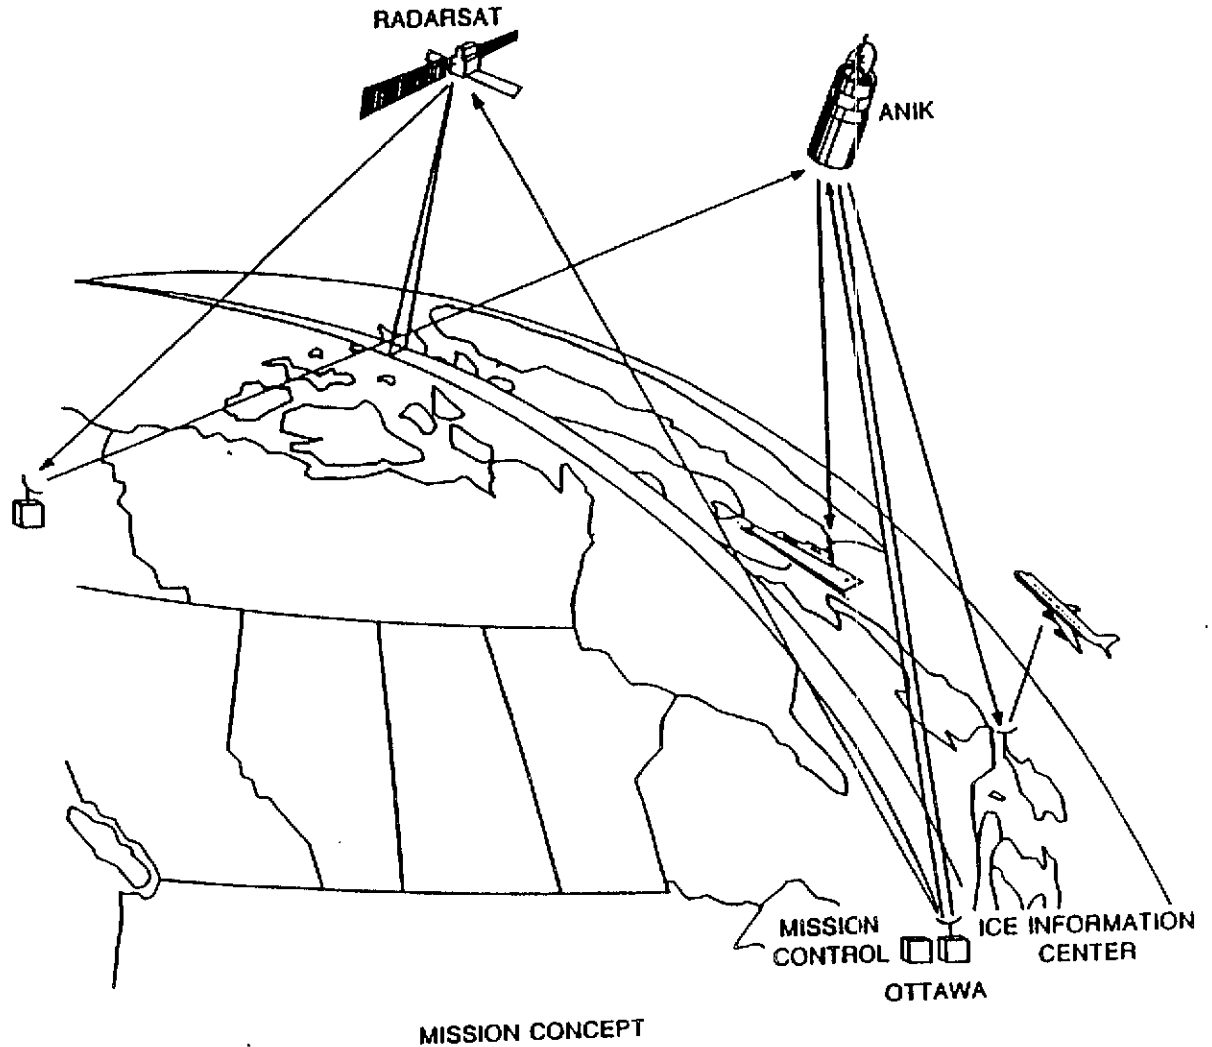 RADARSAT
ANIK
MISSION
CONTROL
ICE INFORMATION
CENTER
OTTAWA
MISSION CONCEPT